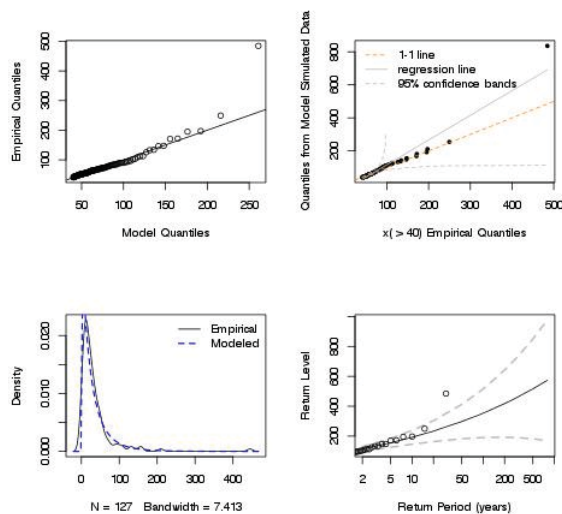 Empirical Quantiles
100 200 300 400 500
50 100 150 200 250
Model Quantiles
Quantiles from Model Simulated Data
200 400 600 800
1-1 line
regression line
95% confidence bands
0 100 200 300 400 500
x( > 40) Empirical Quantiles
Density
0.000 0.010 0.020
Empirical
Modeled
0 100 200 300 400
N = 127 Bandwidth = 7.413
Return Level
200 400 600 800
2 5 10 50 200 500
Return Period (years)